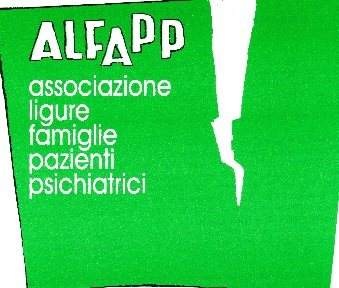 ALFAPP
associazione
ligure
famiglie
pazienti
psichiatrici